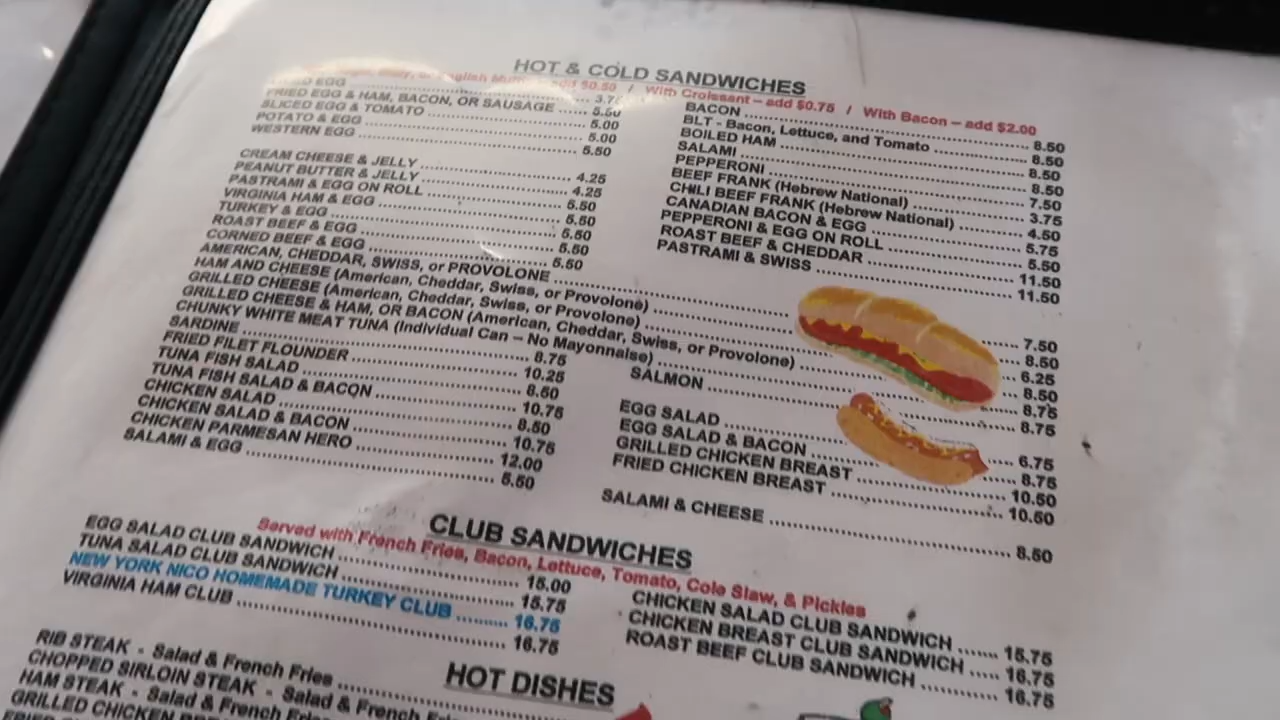 HOT & COLD SANDWICHES
English add $0.50 / With Croissant – add $0.75 / With Bacon – add $2.00
EGG
FRIED EGG & HAM, BACON, OR SAUSAGE ...... 5.50
SLICED EGG & TOMATO ...... 5.00
POTATO & EGG ...... 5.00
WESTERN EGG ...... 5.50
CREAM CHEESE & JELLY ...... 4.25
PEANUT BUTTER & JELLY ...... 4.25
PASTRAMI & EGG ON ROLL ...... 5.50
VIRGINIA HAM & EGG ...... 5.50
TURKEY & EGG ...... 5.50
ROAST BEEF & EGG ...... 5.50
CORNED BEEF & EGG ...... 5.50
BACON ...... 8.50
BLT - Bacon, Lettuce, and Tomato ...... 8.50
BOILED HAM ...... 8.50
SALAMI ...... 8.50
PEPPERONI ...... 7.50
BEEF FRANK (Hebrew National) ...... 3.75
CHILI BEEF FRANK (Hebrew National) ...... 4.50
CANADIAN BACON & EGG ...... 5.75
PEPPERONI & EGG ON ROLL ...... 5.50
ROAST BEEF & CHEDDAR ...... 11.50
PASTRAMI & SWISS ...... 11.50
AMERICAN, CHEDDAR, SWISS, or PROVOLONE ...... 7.50
HAM AND CHEESE (American, Cheddar, Swiss, or Provolone) ...... 8.50
GRILLED CHEESE (American, Cheddar, Swiss, or Provolone) ...... 6.25
GRILLED CHEESE & HAM, OR BACON (American, Cheddar, Swiss, or Provolone) ...... 8.50
CHUNKY WHITE MEAT TUNA (Individual Can – No Mayonnaise) ...... 8.75
SARDINE ...... 8.75
FRIED FILET FLOUNDER ...... 10.25
TUNA FISH SALAD ...... 8.50
TUNA FISH SALAD & BACON ...... 10.75
CHICKEN SALAD ...... 8.50
CHICKEN SALAD & BACON ...... 10.75
CHICKEN PARMESAN HERO ...... 12.00
SALAMI & EGG ...... 5.50
SALMON ...... 8.75
EGG SALAD ...... 6.75
EGG SALAD & BACON ...... 8.75
GRILLED CHICKEN BREAST ...... 10.50
FRIED CHICKEN BREAST ...... 10.50
SALAMI & CHEESE ...... 8.50
CLUB SANDWICHES
Served with French Fries, Bacon, Lettuce, Tomato, Cole Slaw, & Pickles
EGG SALAD CLUB SANDWICH ...... 15.00
TUNA SALAD CLUB SANDWICH ...... 15.75
NEW YORK NICO HOMEMADE TURKEY CLUB ...... 16.75
VIRGINIA HAM CLUB ...... 16.75
CHICKEN SALAD CLUB SANDWICH ...... 15.75
CHICKEN BREAST CLUB SANDWICH ...... 16.75
ROAST BEEF CLUB SANDWICH ...... 16.75
HOT DISHES
RIB STEAK - Salad & French Fries
CHOPPED SIRLOIN STEAK - Salad & French
HAM STEAK - Salad & French
GRILLED CHICKEN